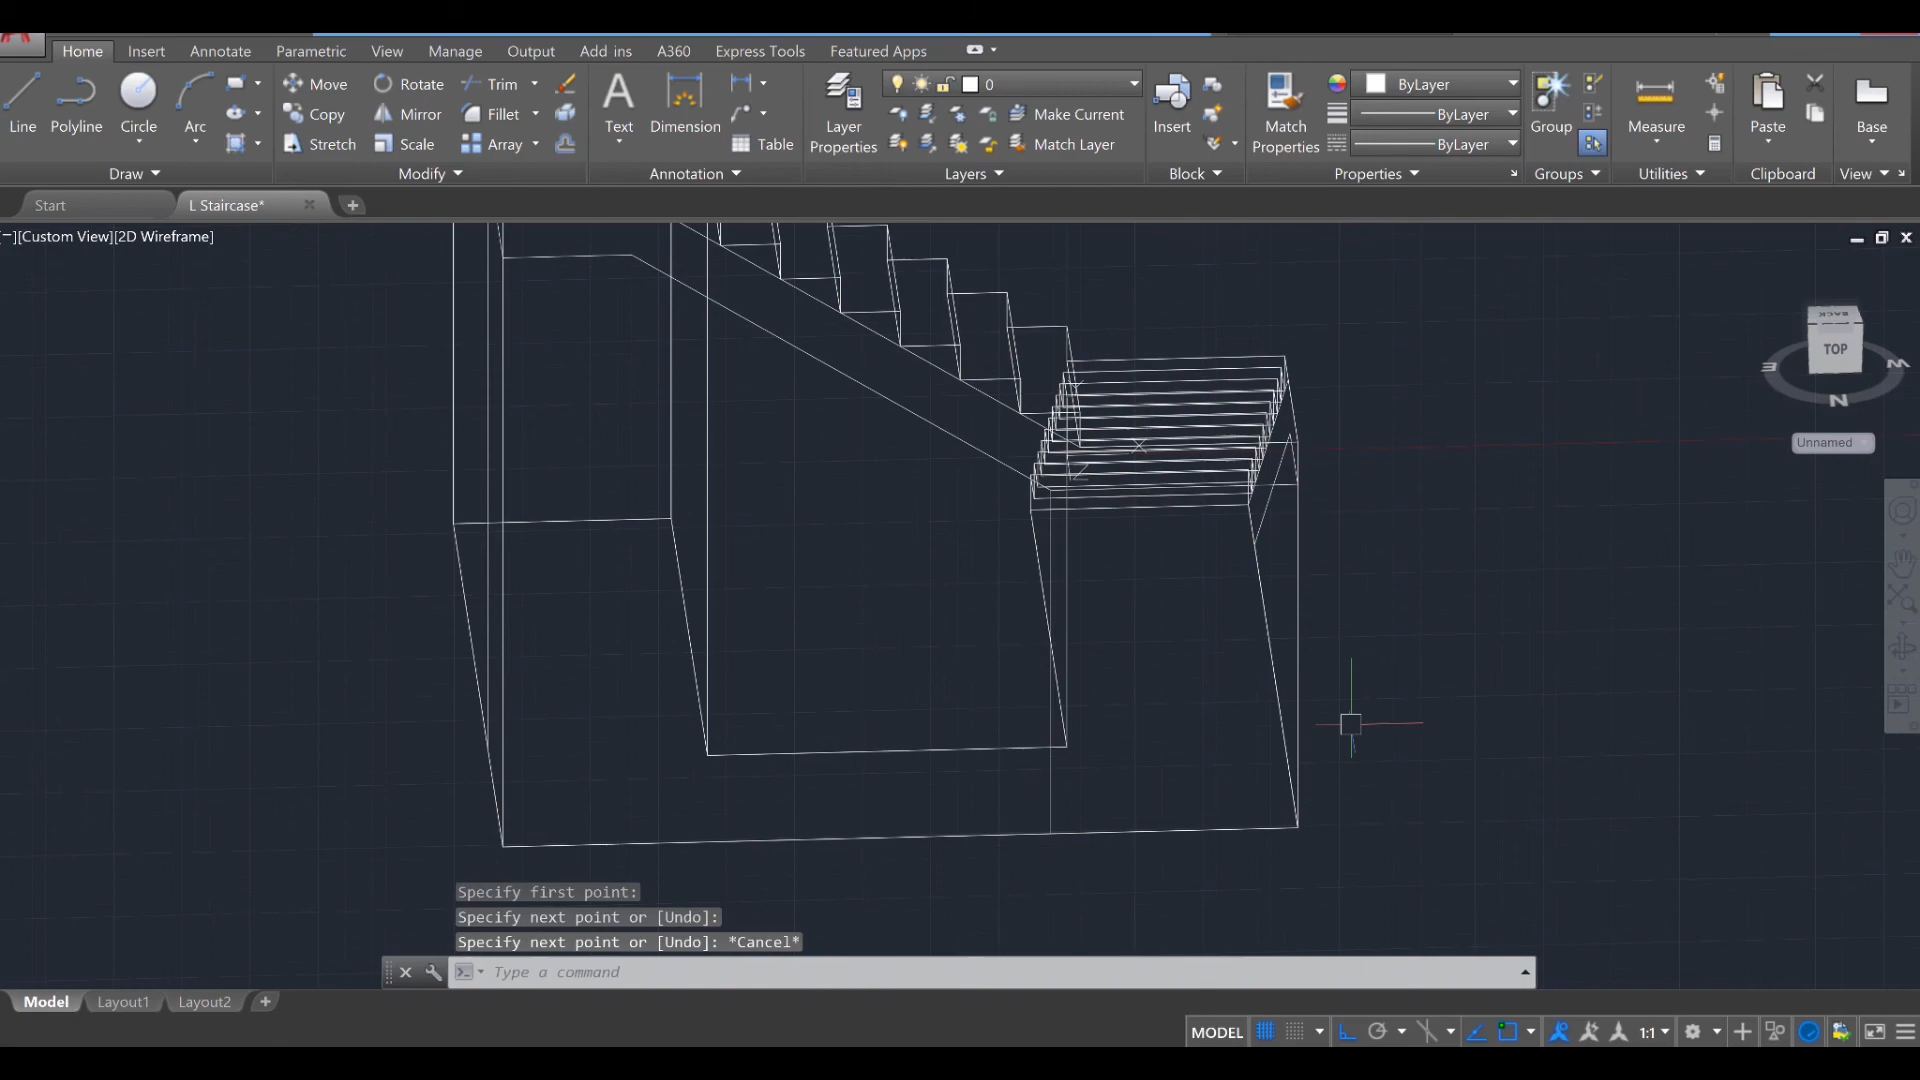 Home Insert Annotate Parametric View Manage Output Add ins A360 Express Tools Featured Apps
Line Polyline Circle Arc
Move Rotate Trim
Copy Mirror Fillet
Stretch Scale Array
Text Dimension Table
Layer Properties
0
Make Current
Match Layer
Insert
Match Properties
ByLayer
ByLayer
ByLayer
Group
Measure
Paste
Base
Draw Modify Annotation Layers Block Properties Groups Utilities Clipboard View
Start L Staircase*
[Custom View][2D Wireframe]
BACK
TOP
E
W
N
Unnamed
Specify first point:
Specify next point or [Undo]:
Specify next point or [Undo]: *Cancel*
Type a command
Model Layout1 Layout2
MODEL 1:1